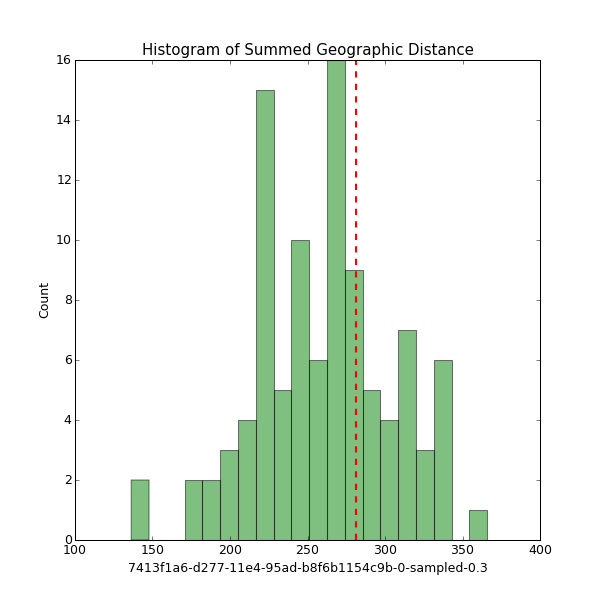 Histogram of Summed Geographic Distance
16
14
12
10
8
6
4
2
0
Count
100 150 200 250 300 350 400
7413f1a6-d277-11e4-95ad-b8f6b1154c9b-0-sampled-0.3